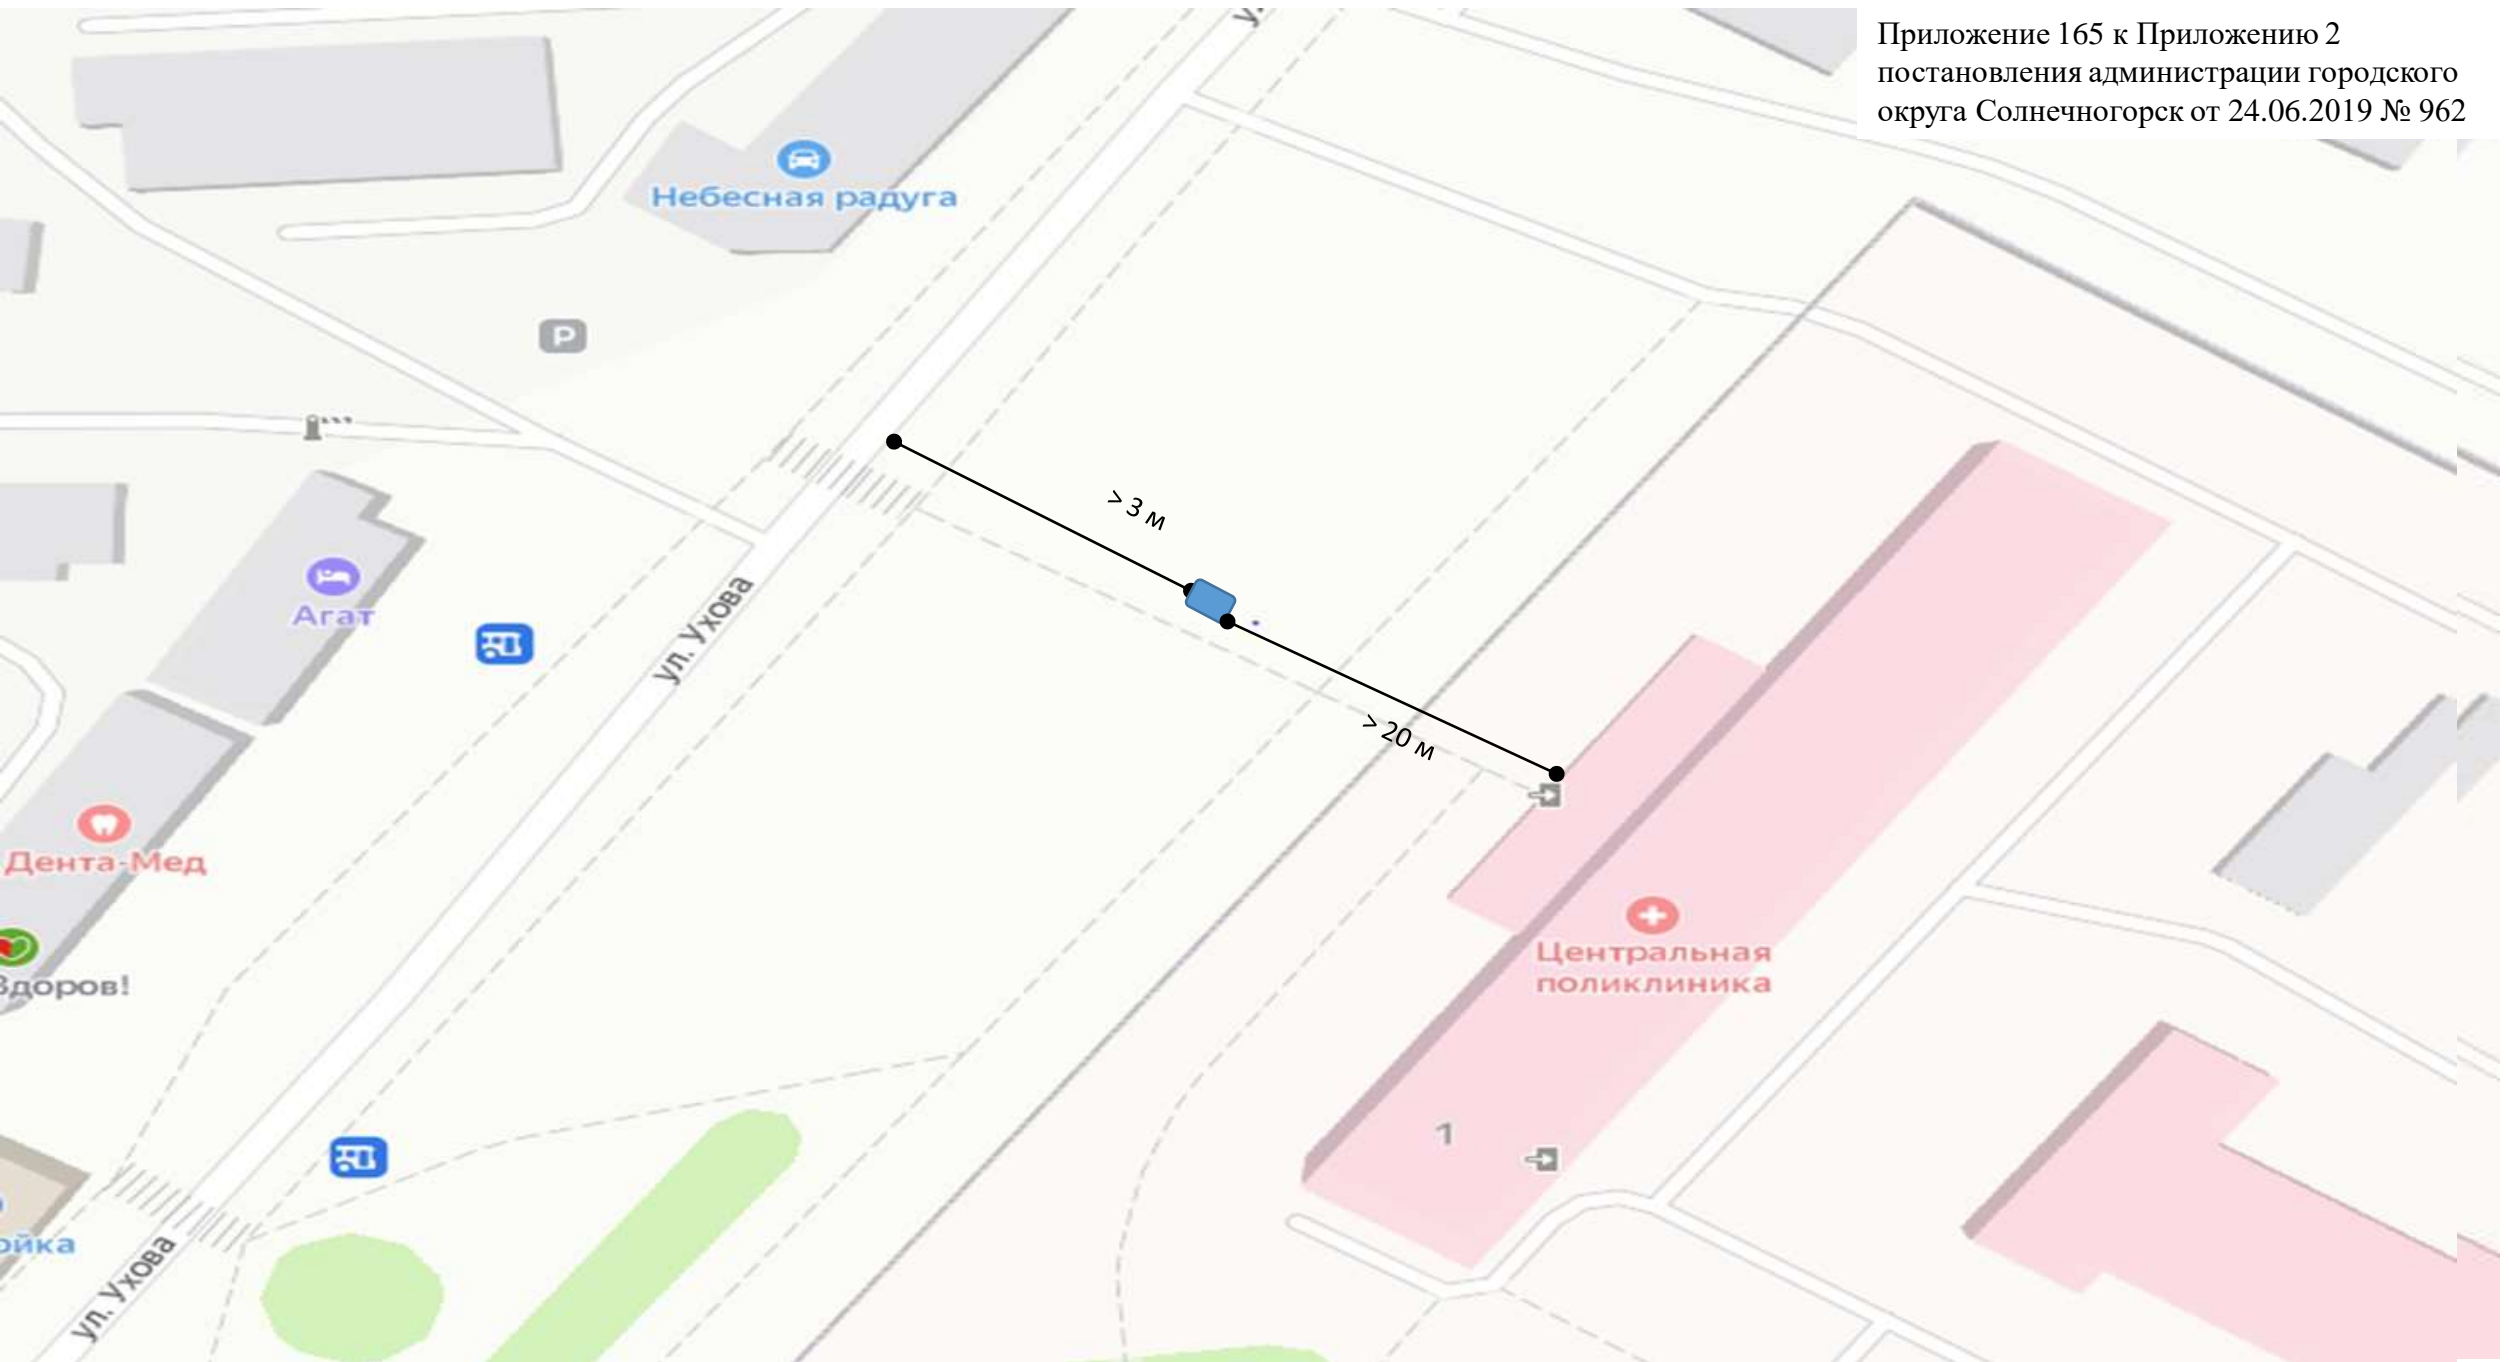 Приложение 165 к Приложению 2
постановления администрации городского
округа Солнечногорск от 24.06.2019 № 962
Небесная радуга
P
> 3 м
Агат
ул. Ухова
> 20 м
Дента-Мед
Здоров!
Центральная
поликлиника
1
ойка
ул. Ухова